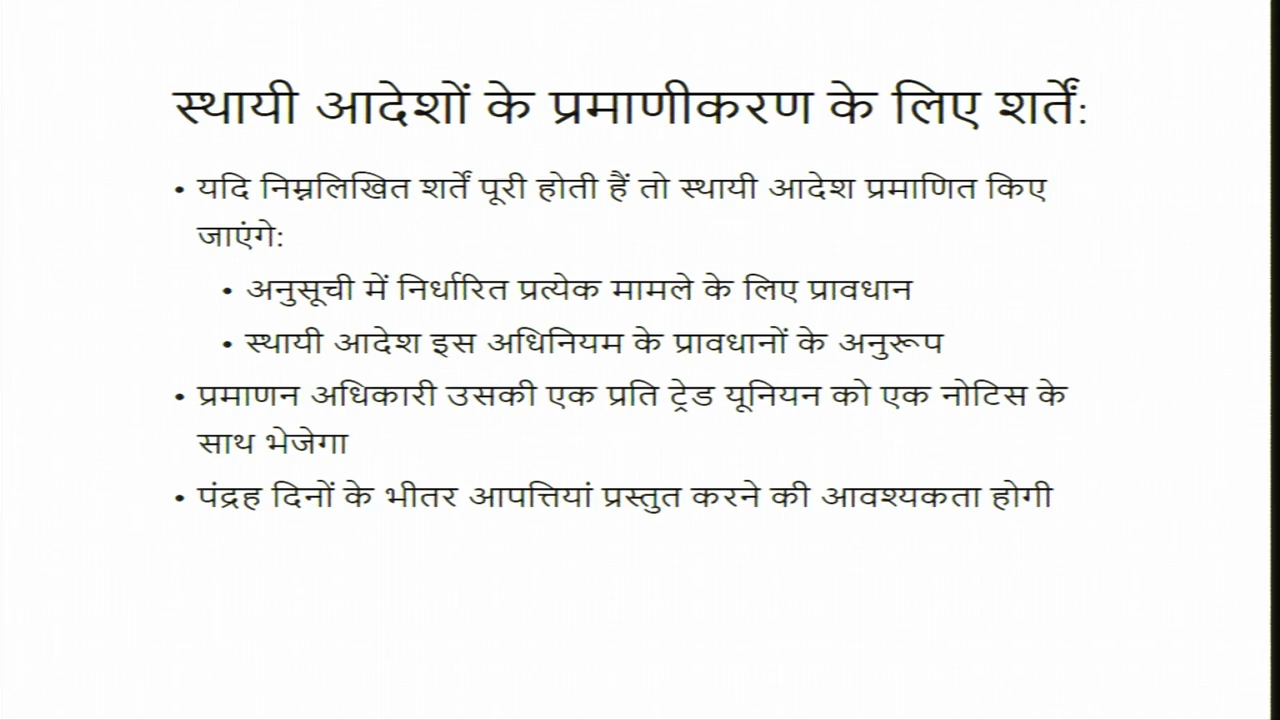 स्थायी आदेशों के प्रमाणीकरण के लिए शर्तें:
• यदि निम्नलिखित शर्तें पूरी होती हैं तो स्थायी आदेश प्रमाणित किए
जाएंगे:
• अनुसूची में निर्धारित प्रत्येक मामले के लिए प्रावधान
• स्थायी आदेश इस अधिनियम के प्रावधानों के अनुरूप
• प्रमाणन अधिकारी उसकी एक प्रति ट्रेड यूनियन को एक नोटिस के
साथ भेजेगा
• पंद्रह दिनों के भीतर आपत्तियां प्रस्तुत करने की आवश्यकता होगी